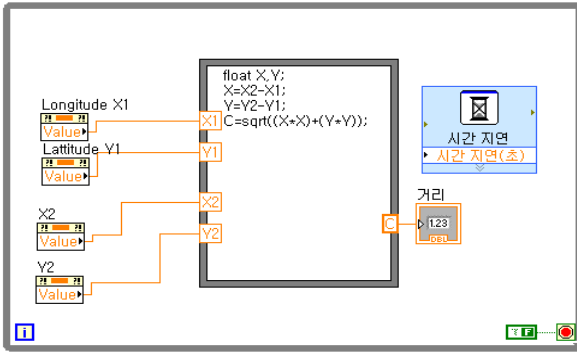 Longitude X1
Value
Lattitude Y1
Value
X2
Value
Y2
Value
float X,Y;
X=X2-X1;
Y=Y2-Y1;
C=sqrt((X*X)+(Y*Y));
X1
Y1
X2
Y2
C
시간 지연
시간 지연(초)
거리
1.23
DBL
i
T F